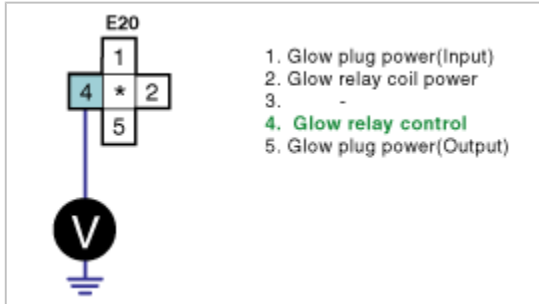 E20
1
4 * 2
5
V
1. Glow plug power(Input)
2. Glow relay coil power
3. -
4. Glow relay control
5. Glow plug power(Output)